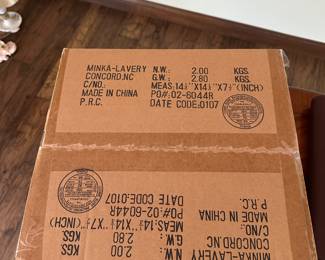 MINKA-LAVERY N.W.: 2.00 KGS.
CONCORD.NC G.W.: 2.80 KGS.
C/NO.: MEAS:14½"X14½"X7½"(INCH)
MADE IN CHINA PO#:02-6044R
P.R.C. DATE CODE:0107
P.R.C. DATE CODE:0107
MADE IN CHINA PO#:02-6044R
C/NO.: MEAS:14½"X14½"X7½"(INCH)
CONCORD.NC G.W.: 2.80 KGS
MINKA-LAVERY N.W.: 2.00 KGS